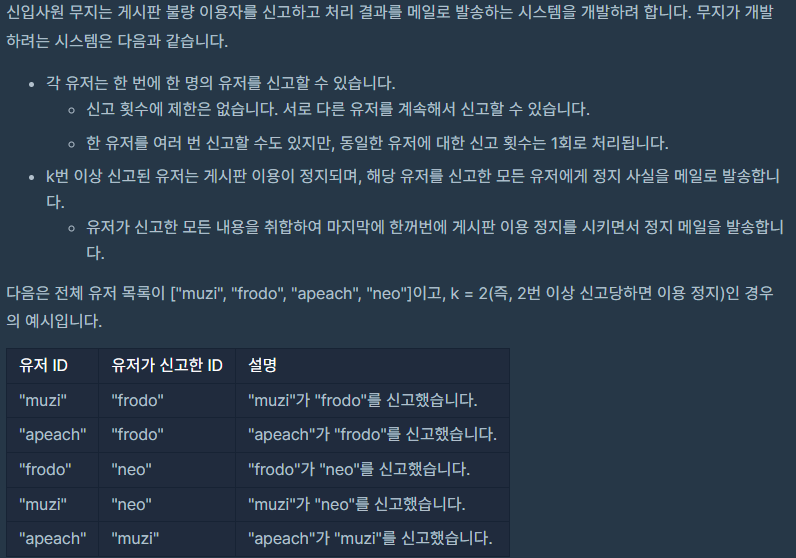 신입사원 무지는 게시판 불량 이용자를 신고하고 처리 결과를 메일로 발송하는 시스템을 개발하려 합니다. 무지가 개발
하려는 시스템은 다음과 같습니다.
• 각 유저는 한 번에 한 명의 유저를 신고할 수 있습니다.
◦ 신고 횟수에 제한은 없습니다. 서로 다른 유저를 계속해서 신고할 수 있습니다.
◦ 한 유저를 여러 번 신고할 수도 있지만, 동일한 유저에 대한 신고 횟수는 1회로 처리됩니다.
• k번 이상 신고된 유저는 게시판 이용이 정지되며, 해당 유저를 신고한 모든 유저에게 정지 사실을 메일로 발송합니
다.
◦ 유저가 신고한 모든 내용을 취합하여 마지막에 한꺼번에 게시판 이용 정지를 시키면서 정지 메일을 발송합니
다.
다음은 전체 유저 목록이 ["muzi", "frodo", "apeach", "neo"]이고, k = 2(즉, 2번 이상 신고당하면 이용 정지)인 경우
의 예시입니다.
유저 ID 유저가 신고한 ID 설명
"muzi" "frodo" "muzi"가 "frodo"를 신고했습니다.
"apeach" "frodo" "apeach"가 "frodo"를 신고했습니다.
"frodo" "neo" "frodo"가 "neo"를 신고했습니다.
"muzi" "neo" "muzi"가 "neo"를 신고했습니다.
"apeach" "muzi" "apeach"가 "muzi"를 신고했습니다.